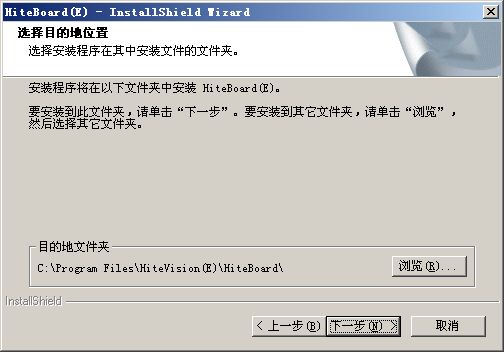 HiteBoard(E) - InstallShield Wizard
选择目的地位置
选择安装程序在其中安装文件的文件夹。
安装程序将在以下文件夹中安装 HiteBoard(E)。
要安装到此文件夹,请单击“下一步”。要安装到其它文件夹,请单击“浏览”,
然后选择其它文件夹。
目的地文件夹
C:\Program Files\HiteVision(E)\HiteBoard\
浏览(R)...
InstallShield
< 上一步(B)
下一步(N) >
取消